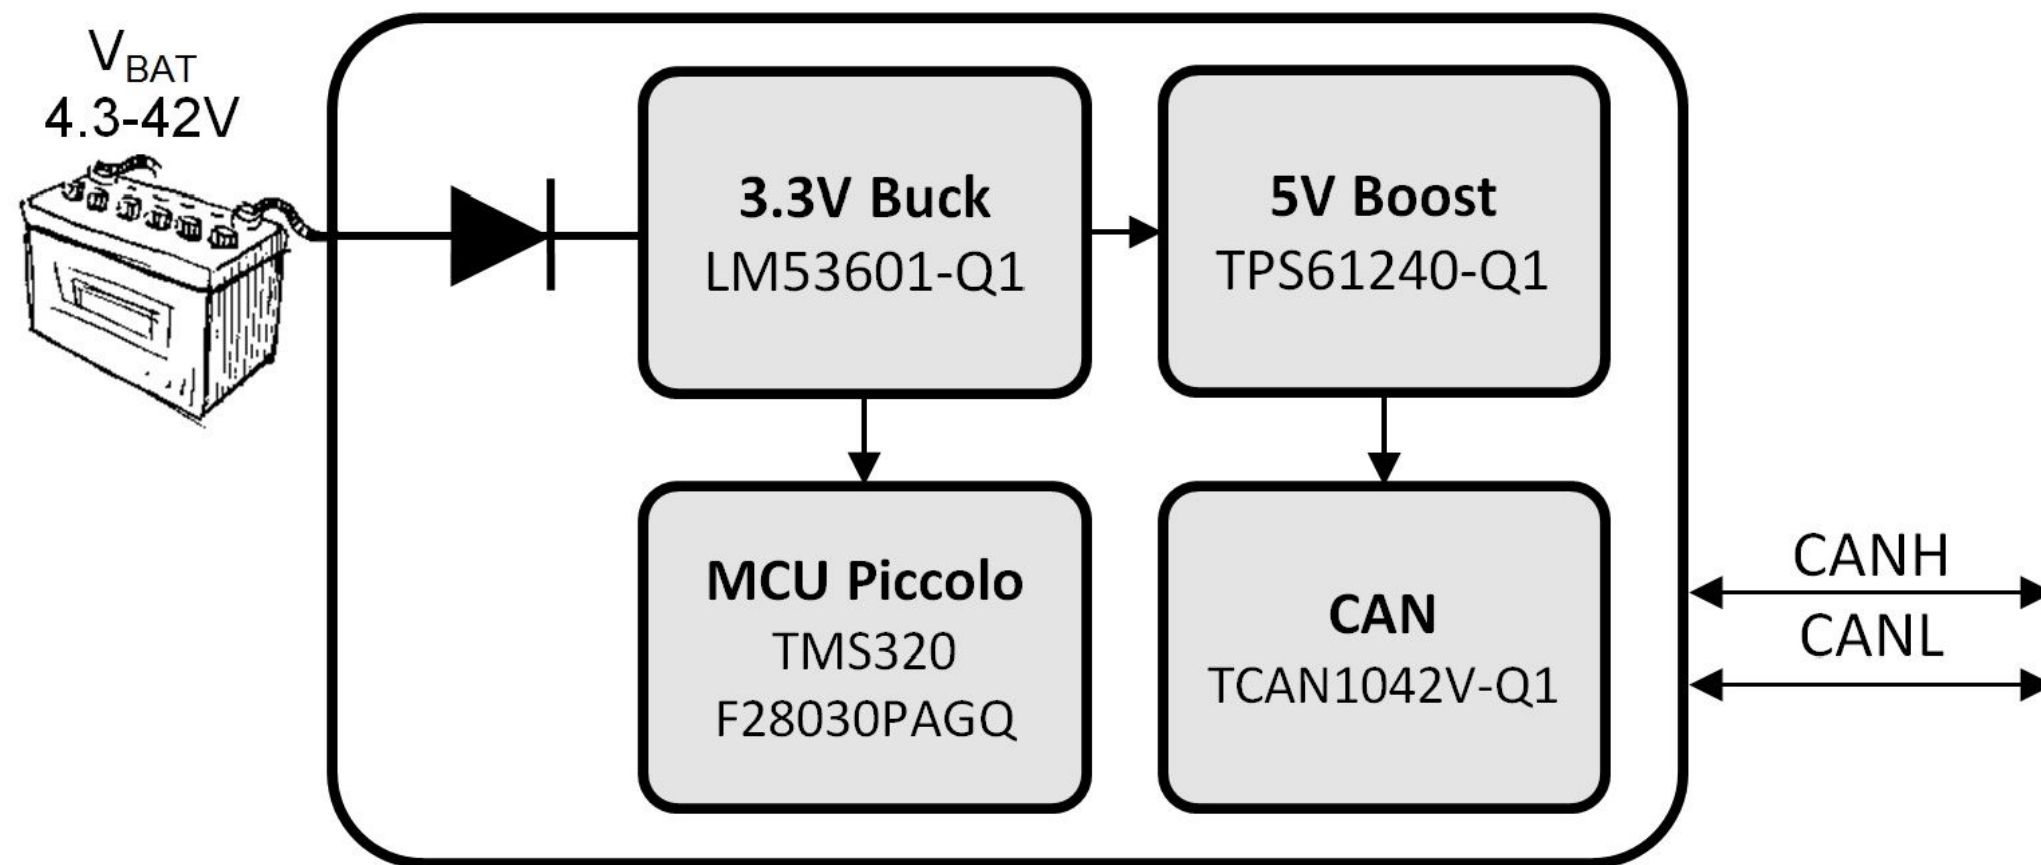 VBAT
4.3-42V
3.3V Buck
LM53601-Q1
5V Boost
TPS61240-Q1
MCU Piccolo
TMS320
F28030PAGQ
CAN
TCAN1042V-Q1
CANH
CANL